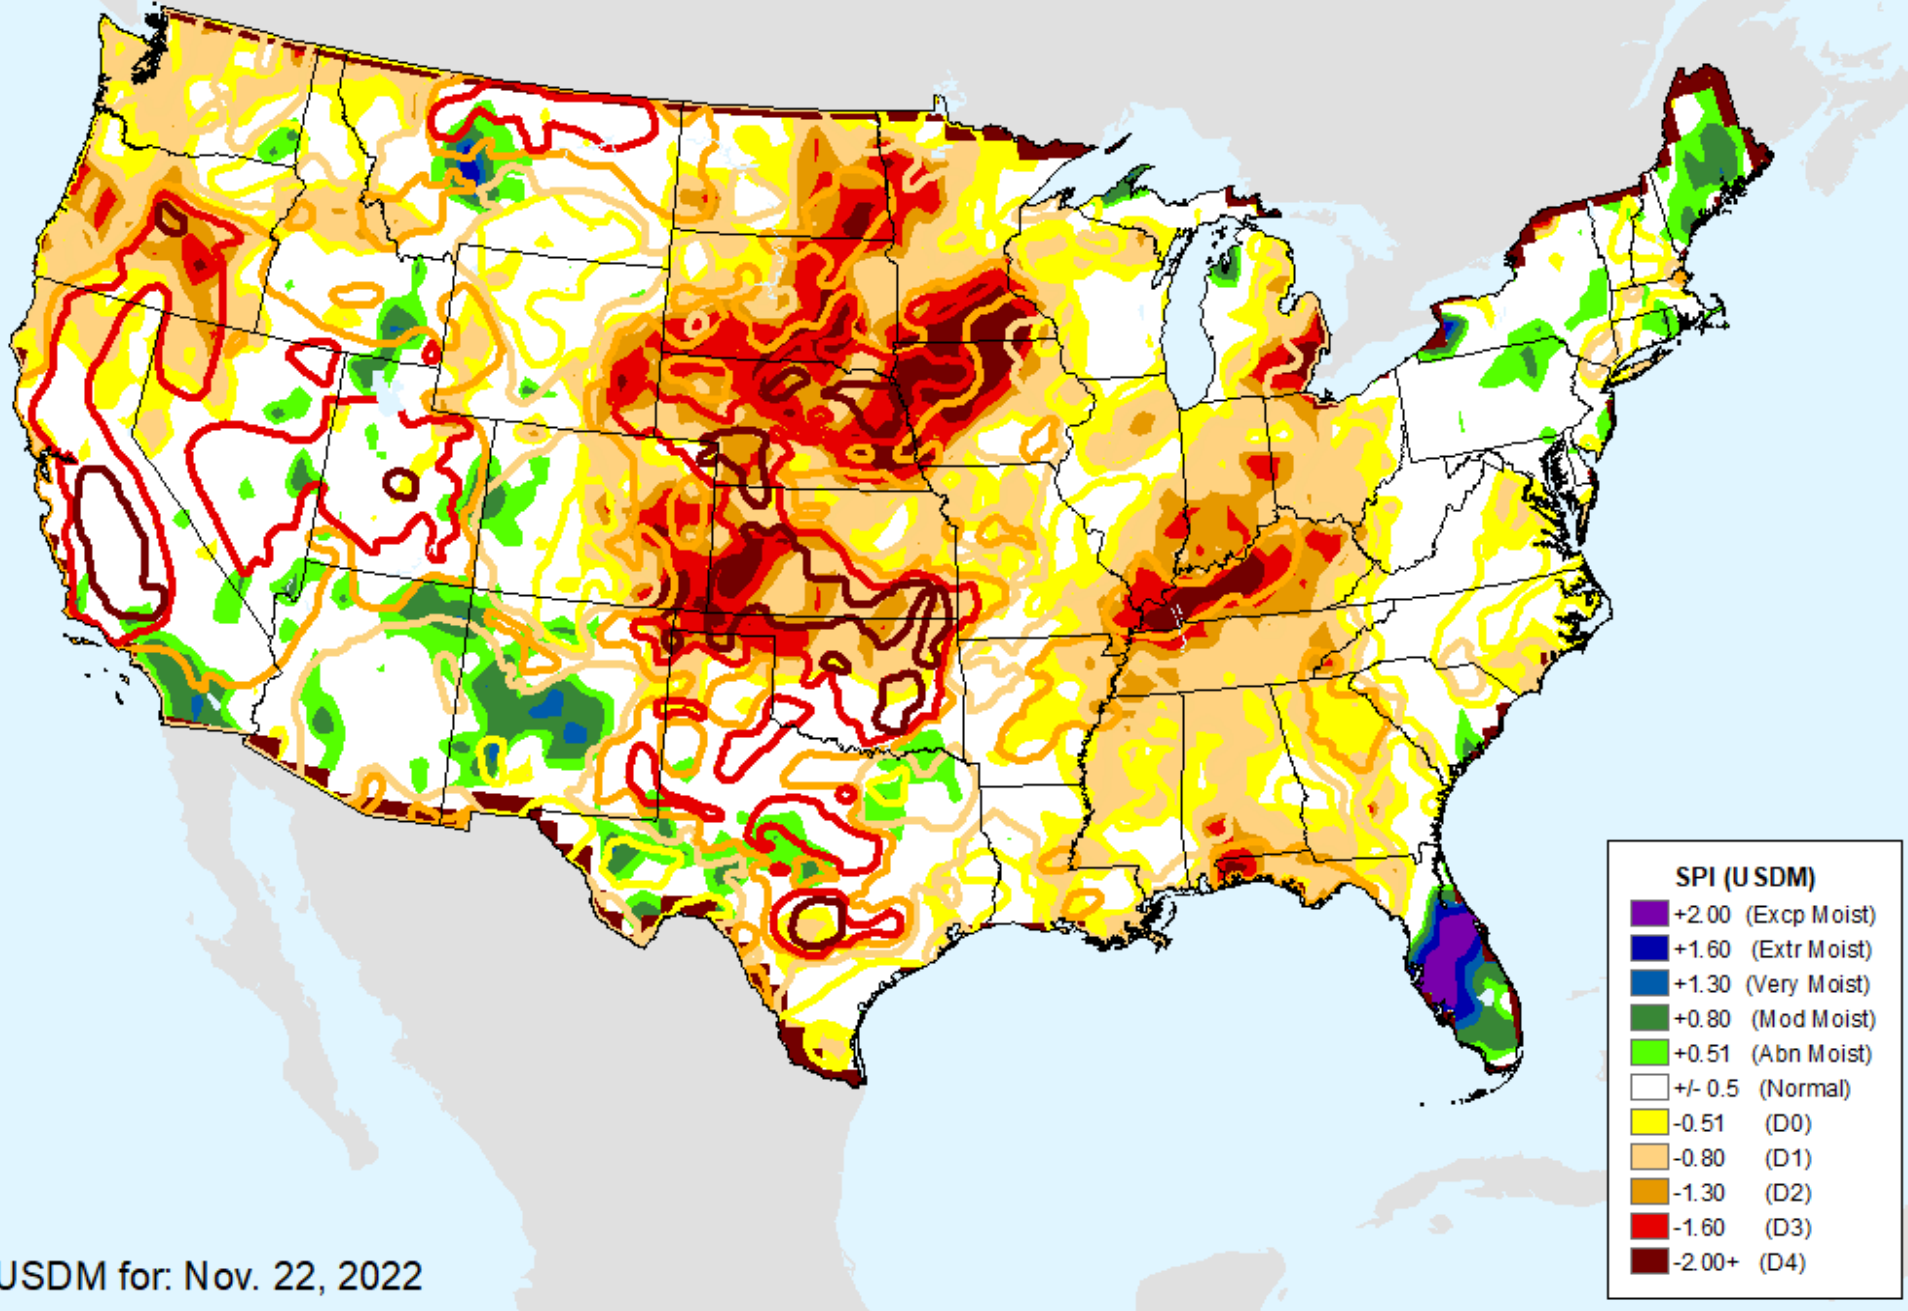 SPI (USDM)
+2.00 (Excp Moist)
+1.60 (Extr Moist)
+1.30 (Very Moist)
+0.80 (Mod Moist)
+0.51 (Abn Moist)
+/- 0.5 (Normal)
-0.51 (D0)
-0.80 (D1)
-1.30 (D2)
-1.60 (D3)
-2.00+ (D4)
USDM for: Nov. 22, 2022